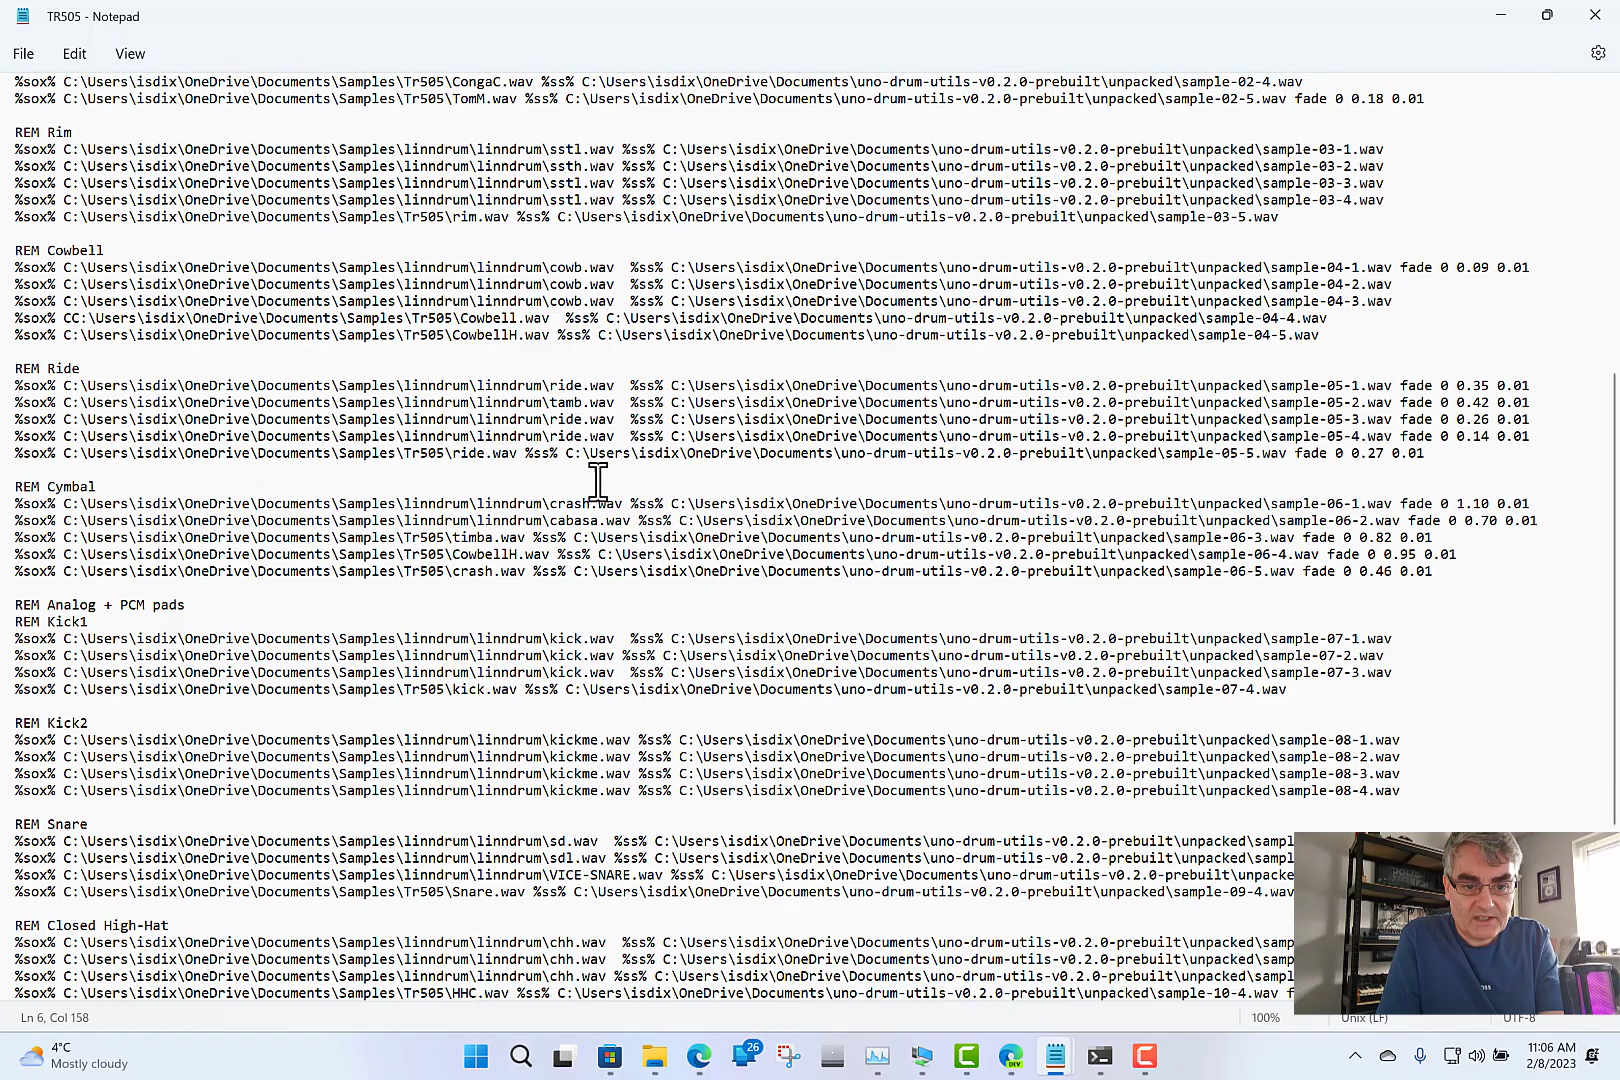 TR505 - Notepad
File Edit View
%sox% C:\Users\isdix\OneDrive\Documents\Samples\Tr505\CongaC.wav %ss% C:\Users\isdix\OneDrive\Documents\uno-drum-utils-v0.2.0-prebuilt\unpacked\sample-02-4.wav
%sox% C:\Users\isdix\OneDrive\Documents\Samples\Tr505\TomM.wav %ss% C:\Users\isdix\OneDrive\Documents\uno-drum-utils-v0.2.0-prebuilt\unpacked\sample-02-5.wav fade 0 0.18 0.01
REM Rim
%sox% C:\Users\isdix\OneDrive\Documents\Samples\linndrum\linndrum\sstl.wav %ss% C:\Users\isdix\OneDrive\Documents\uno-drum-utils-v0.2.0-prebuilt\unpacked\sample-03-1.wav
%sox% C:\Users\isdix\OneDrive\Documents\Samples\linndrum\linndrum\ssth.wav %ss% C:\Users\isdix\OneDrive\Documents\uno-drum-utils-v0.2.0-prebuilt\unpacked\sample-03-2.wav
%sox% C:\Users\isdix\OneDrive\Documents\Samples\linndrum\linndrum\sstl.wav %ss% C:\Users\isdix\OneDrive\Documents\uno-drum-utils-v0.2.0-prebuilt\unpacked\sample-03-3.wav
%sox% C:\Users\isdix\OneDrive\Documents\Samples\linndrum\linndrum\sstl.wav %ss% C:\Users\isdix\OneDrive\Documents\uno-drum-utils-v0.2.0-prebuilt\unpacked\sample-03-4.wav
%sox% C:\Users\isdix\OneDrive\Documents\Samples\Tr505\rim.wav %ss% C:\Users\isdix\OneDrive\Documents\uno-drum-utils-v0.2.0-prebuilt\unpacked\sample-03-5.wav
REM Cowbell
%sox% C:\Users\isdix\OneDrive\Documents\Samples\linndrum\linndrum\cowb.wav  %ss% C:\Users\isdix\OneDrive\Documents\uno-drum-utils-v0.2.0-prebuilt\unpacked\sample-04-1.wav fade 0 0.09 0.01
%sox% C:\Users\isdix\OneDrive\Documents\Samples\linndrum\linndrum\cowb.wav  %ss% C:\Users\isdix\OneDrive\Documents\uno-drum-utils-v0.2.0-prebuilt\unpacked\sample-04-2.wav
%sox% C:\Users\isdix\OneDrive\Documents\Samples\linndrum\linndrum\cowb.wav  %ss% C:\Users\isdix\OneDrive\Documents\uno-drum-utils-v0.2.0-prebuilt\unpacked\sample-04-3.wav
%sox% CC:\Users\isdix\OneDrive\Documents\Samples\Tr505\Cowbell.wav  %ss% C:\Users\isdix\OneDrive\Documents\uno-drum-utils-v0.2.0-prebuilt\unpacked\sample-04-4.wav
%sox% C:\Users\isdix\OneDrive\Documents\Samples\Tr505\CowbellH.wav %ss% C:\Users\isdix\OneDrive\Documents\uno-drum-utils-v0.2.0-prebuilt\unpacked\sample-04-5.wav
REM Ride
%sox% C:\Users\isdix\OneDrive\Documents\Samples\linndrum\linndrum\ride.wav  %ss% C:\Users\isdix\OneDrive\Documents\uno-drum-utils-v0.2.0-prebuilt\unpacked\sample-05-1.wav fade 0 0.35 0.01
%sox% C:\Users\isdix\OneDrive\Documents\Samples\linndrum\linndrum\tamb.wav  %ss% C:\Users\isdix\OneDrive\Documents\uno-drum-utils-v0.2.0-prebuilt\unpacked\sample-05-2.wav fade 0 0.42 0.01
%sox% C:\Users\isdix\OneDrive\Documents\Samples\linndrum\linndrum\ride.wav  %ss% C:\Users\isdix\OneDrive\Documents\uno-drum-utils-v0.2.0-prebuilt\unpacked\sample-05-3.wav fade 0 0.26 0.01
%sox% C:\Users\isdix\OneDrive\Documents\Samples\linndrum\linndrum\ride.wav  %ss% C:\Users\isdix\OneDrive\Documents\uno-drum-utils-v0.2.0-prebuilt\unpacked\sample-05-4.wav fade 0 0.14 0.01
%sox% C:\Users\isdix\OneDrive\Documents\Samples\Tr505\ride.wav %ss% C:\Users\isdix\OneDrive\Documents\uno-drum-utils-v0.2.0-prebuilt\unpacked\sample-05-5.wav fade 0 0.27 0.01
REM Cymbal
%sox% C:\Users\isdix\OneDrive\Documents\Samples\linndrum\linndrum\crash.wav %ss% C:\Users\isdix\OneDrive\Documents\uno-drum-utils-v0.2.0-prebuilt\unpacked\sample-06-1.wav fade 0 1.10 0.01
%sox% C:\Users\isdix\OneDrive\Documents\Samples\linndrum\linndrum\cabasa.wav %ss% C:\Users\isdix\OneDrive\Documents\uno-drum-utils-v0.2.0-prebuilt\unpacked\sample-06-2.wav fade 0 0.70 0.01
%sox% C:\Users\isdix\OneDrive\Documents\Samples\Tr505\timba.wav %ss% C:\Users\isdix\OneDrive\Documents\uno-drum-utils-v0.2.0-prebuilt\unpacked\sample-06-3.wav fade 0 0.82 0.01
%sox% C:\Users\isdix\OneDrive\Documents\Samples\Tr505\CowbellH.wav %ss% C:\Users\isdix\OneDrive\Documents\uno-drum-utils-v0.2.0-prebuilt\unpacked\sample-06-4.wav fade 0 0.95 0.01
%sox% C:\Users\isdix\OneDrive\Documents\Samples\Tr505\crash.wav %ss% C:\Users\isdix\OneDrive\Documents\uno-drum-utils-v0.2.0-prebuilt\unpacked\sample-06-5.wav fade 0 0.46 0.01
REM Analog + PCM pads
REM Kick1
%sox% C:\Users\isdix\OneDrive\Documents\Samples\linndrum\linndrum\kick.wav  %ss% C:\Users\isdix\OneDrive\Documents\uno-drum-utils-v0.2.0-prebuilt\unpacked\sample-07-1.wav
%sox% C:\Users\isdix\OneDrive\Documents\Samples\linndrum\linndrum\kick.wav %ss% C:\Users\isdix\OneDrive\Documents\uno-drum-utils-v0.2.0-prebuilt\unpacked\sample-07-2.wav
%sox% C:\Users\isdix\OneDrive\Documents\Samples\linndrum\linndrum\kick.wav  %ss% C:\Users\isdix\OneDrive\Documents\uno-drum-utils-v0.2.0-prebuilt\unpacked\sample-07-3.wav
%sox% C:\Users\isdix\OneDrive\Documents\Samples\Tr505\kick.wav %ss% C:\Users\isdix\OneDrive\Documents\uno-drum-utils-v0.2.0-prebuilt\unpacked\sample-07-4.wav
REM Kick2
%sox% C:\Users\isdix\OneDrive\Documents\Samples\linndrum\linndrum\kickme.wav %ss% C:\Users\isdix\OneDrive\Documents\uno-drum-utils-v0.2.0-prebuilt\unpacked\sample-08-1.wav
%sox% C:\Users\isdix\OneDrive\Documents\Samples\linndrum\linndrum\kickme.wav %ss% C:\Users\isdix\OneDrive\Documents\uno-drum-utils-v0.2.0-prebuilt\unpacked\sample-08-2.wav
%sox% C:\Users\isdix\OneDrive\Documents\Samples\linndrum\linndrum\kickme.wav %ss% C:\Users\isdix\OneDrive\Documents\uno-drum-utils-v0.2.0-prebuilt\unpacked\sample-08-3.wav
%sox% C:\Users\isdix\OneDrive\Documents\Samples\linndrum\linndrum\kickme.wav %ss% C:\Users\isdix\OneDrive\Documents\uno-drum-utils-v0.2.0-prebuilt\unpacked\sample-08-4.wav
REM Snare
%sox% C:\Users\isdix\OneDrive\Documents\Samples\linndrum\linndrum\sd.wav  %ss% C:\Users\isdix\OneDrive\Documents\uno-drum-utils-v0.2.0-prebuilt\unpacked\sam
%sox% C:\Users\isdix\OneDrive\Documents\Samples\linndrum\linndrum\sdl.wav %ss% C:\Users\isdix\OneDrive\Documents\uno-drum-utils-v0.2.0-prebuilt\unpacked\sam
%sox% C:\Users\isdix\OneDrive\Documents\Samples\linndrum\linndrum\VICE-SNARE.wav %ss% C:\Users\isdix\OneDrive\Documents\uno-drum-utils-v0.2.0-prebuilt\unpacke
%sox% C:\Users\isdix\OneDrive\Documents\Samples\Tr505\Snare.wav %ss% C:\Users\isdix\OneDrive\Documents\uno-drum-utils-v0.2.0-prebuilt\unpacked\sample-09-4.wav
REM Closed High-Hat
%sox% C:\Users\isdix\OneDrive\Documents\Samples\linndrum\linndrum\chh.wav  %ss% C:\Users\isdix\OneDrive\Documents\uno-drum-utils-v0.2.0-prebuilt\unpacked\sa
%sox% C:\Users\isdix\OneDrive\Documents\Samples\linndrum\linndrum\chh.wav  %ss% C:\Users\isdix\OneDrive\Documents\uno-drum-utils-v0.2.0-prebuilt\unpacked\sa
%sox% C:\Users\isdix\OneDrive\Documents\Samples\linndrum\linndrum\chh.wav %ss% C:\Users\isdix\OneDrive\Documents\uno-drum-utils-v0.2.0-prebuilt\unpacked\sam
%sox% C:\Users\isdix\OneDrive\Documents\Samples\Tr505\HHC.wav %ss% C:\Users\isdix\OneDrive\Documents\uno-drum-utils-v0.2.0-prebuilt\unpacked\sample-10-4.wav f
Ln 6, Col 158 100% Unix (LF) UTF-8
4°C
Mostly cloudy
26
DEV
11:06 AM
2/8/2023